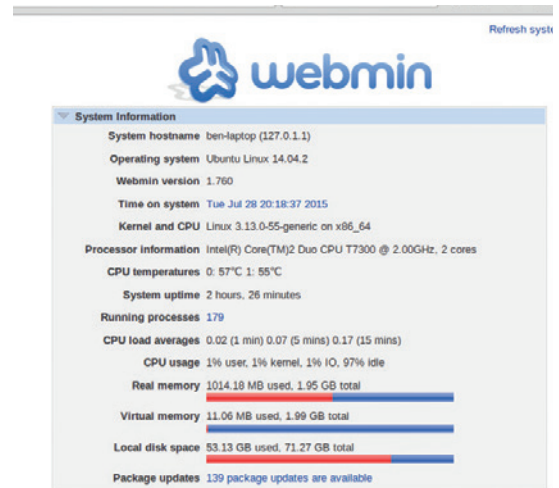 Refresh syste
webmin
System Information
System hostname ben-laptop (127.0.1.1)
Operating system Ubuntu Linux 14.04.2
Webmin version 1.760
Time on system Tue Jul 28 20:18:37 2015
Kernel and CPU Linux 3.13.0-55-generic on x86_64
Processor information Intel(R) Core(TM)2 Duo CPU T7300 @ 2.00GHz, 2 cores
CPU temperatures 0: 57°C 1: 55°C
System uptime 2 hours, 26 minutes
Running processes 179
CPU load averages 0.02 (1 min) 0.07 (5 mins) 0.17 (15 mins)
CPU usage 1% user, 1% kernel, 1% IO, 97% idle
Real memory 1014.18 MB used, 1.95 GB total
Virtual memory 11.06 MB used, 1.99 GB total
Local disk space 53.13 GB used, 71.27 GB total
Package updates 139 package updates are available